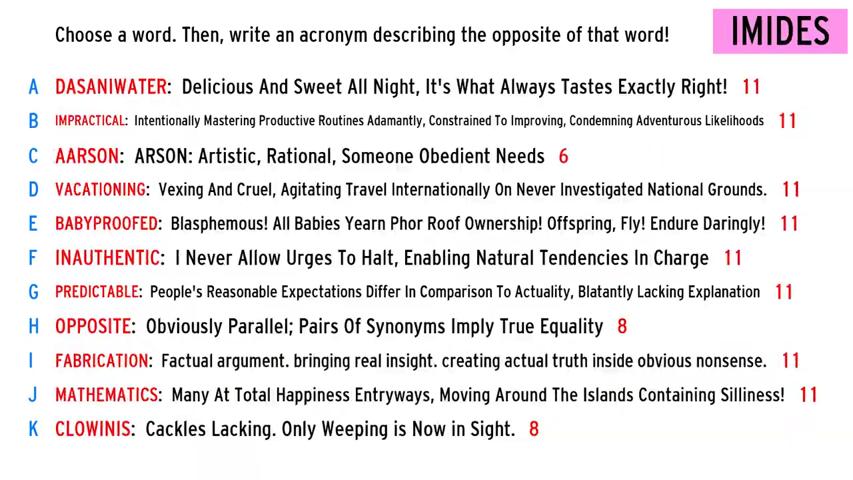 Choose a word. Then, write an acronym describing the opposite of that word!
IMIDES
A DASANIWATER: Delicious And Sweet All Night, It's What Always Tastes Exactly Right! 11
B IMPRACTICAL: Intentionally Mastering Productive Routines Adamantly, Constrained To Improving, Condemning Adventurous Likelihoods 11
C AARSON: ARSON: Artistic, Rational, Someone Obedient Needs 6
D VACATIONING: Vexing And Cruel, Agitating Travel Internationally On Never Investigated National Grounds. 11
E BABYPROOFED: Blasphemous! All Babies Yearn Phor Roof Ownership! Offspring, Fly! Endure Daringly! 11
F INAUTHENTIC: I Never Allow Urges To Halt, Enabling Natural Tendencies In Charge 11
G PREDICTABLE: People's Reasonable Expectations Differ In Comparison To Actuality, Blatantly Lacking Explanation 11
H OPPOSITE: Obviously Parallel; Pairs Of Synonyms Imply True Equality 8
I FABRICATION: Factual argument. bringing real insight. creating actual truth inside obvious nonsense. 11
J MATHEMATICS: Many At Total Happiness Entryways, Moving Around The Islands Containing Silliness! 11
K CLOWINIS: Cackles Lacking. Only Weeping is Now in Sight. 8